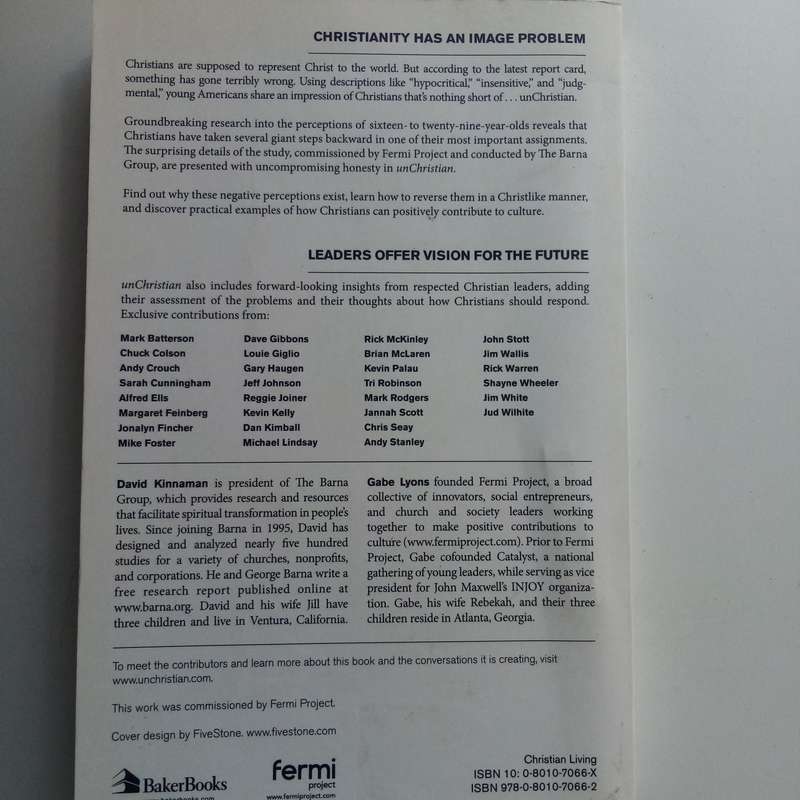 CHRISTIANITY HAS AN IMAGE PROBLEM
Christians are supposed to represent Christ to the world. But according to the latest report card,
something has gone terribly wrong. Using descriptions like “hypocritical,” “insensitive,” and “judg-
mental,” young Americans share an impression of Christians that’s nothing short of . . . unChristian.
Groundbreaking research into the perceptions of sixteen- to twenty-nine-year-olds reveals that
Christians have taken several giant steps backward in one of their most important assignments.
The surprising details of the study, commissioned by Fermi Project and conducted by The Barna
Group, are presented with uncompromising honesty in unChristian.
Find out why these negative perceptions exist, learn how to reverse them in a Christlike manner,
and discover practical examples of how Christians can positively contribute to culture.
LEADERS OFFER VISION FOR THE FUTURE
unChristian also includes forward-looking insights from respected Christian leaders, adding
their assessment of the problems and their thoughts about how Christians should respond.
Exclusive contributions from:
Mark Batterson
Chuck Colson
Andy Crouch
Sarah Cunningham
Alfred Ells
Margaret Feinberg
Jonalyn Fincher
Mike Foster
Dave Gibbons
Louie Giglio
Gary Haugen
Jeff Johnson
Reggie Joiner
Kevin Kelly
Dan Kimball
Michael Lindsay
Rick McKinley
Brian McLaren
Kevin Palau
Tri Robinson
Mark Rodgers
Jannah Scott
Chris Seay
Andy Stanley
John Stott
Jim Wallis
Rick Warren
Shayne Wheeler
Jim White
Jud Wilhite
David Kinnaman is president of The Barna
Group, which provides research and resources
that facilitate spiritual transformation in people’s
lives. Since joining Barna in 1995, David has
designed and analyzed nearly five hundred
studies for a variety of churches, nonprofits,
and corporations. He and George Barna write a
free research report published online at
www.barna.org. David and his wife Jill have
three children and live in Ventura, California.
Gabe Lyons founded Fermi Project, a broad
collective of innovators, social entrepreneurs,
and church and society leaders working
together to make positive contributions to
culture (www.fermiproject.com). Prior to Fermi
Project, Gabe cofounded Catalyst, a national
gathering of young leaders, while serving as vice
president for John Maxwell’s INJOY organiza-
tion. Gabe, his wife Rebekah, and their three
children reside in Atlanta, Georgia.
To meet the contributors and learn more about this book and the conversations it is creating, visit
www.unchristian.com.
This work was commissioned by Fermi Project.
Cover design by FiveStone. www.fivestone.com
BakerBooks
www.bakerbooks.com
fermi
project
www.fermiproject.com
Christian Living
ISBN 10: 0-8010-7066-X
ISBN 978-0-8010-7066-2